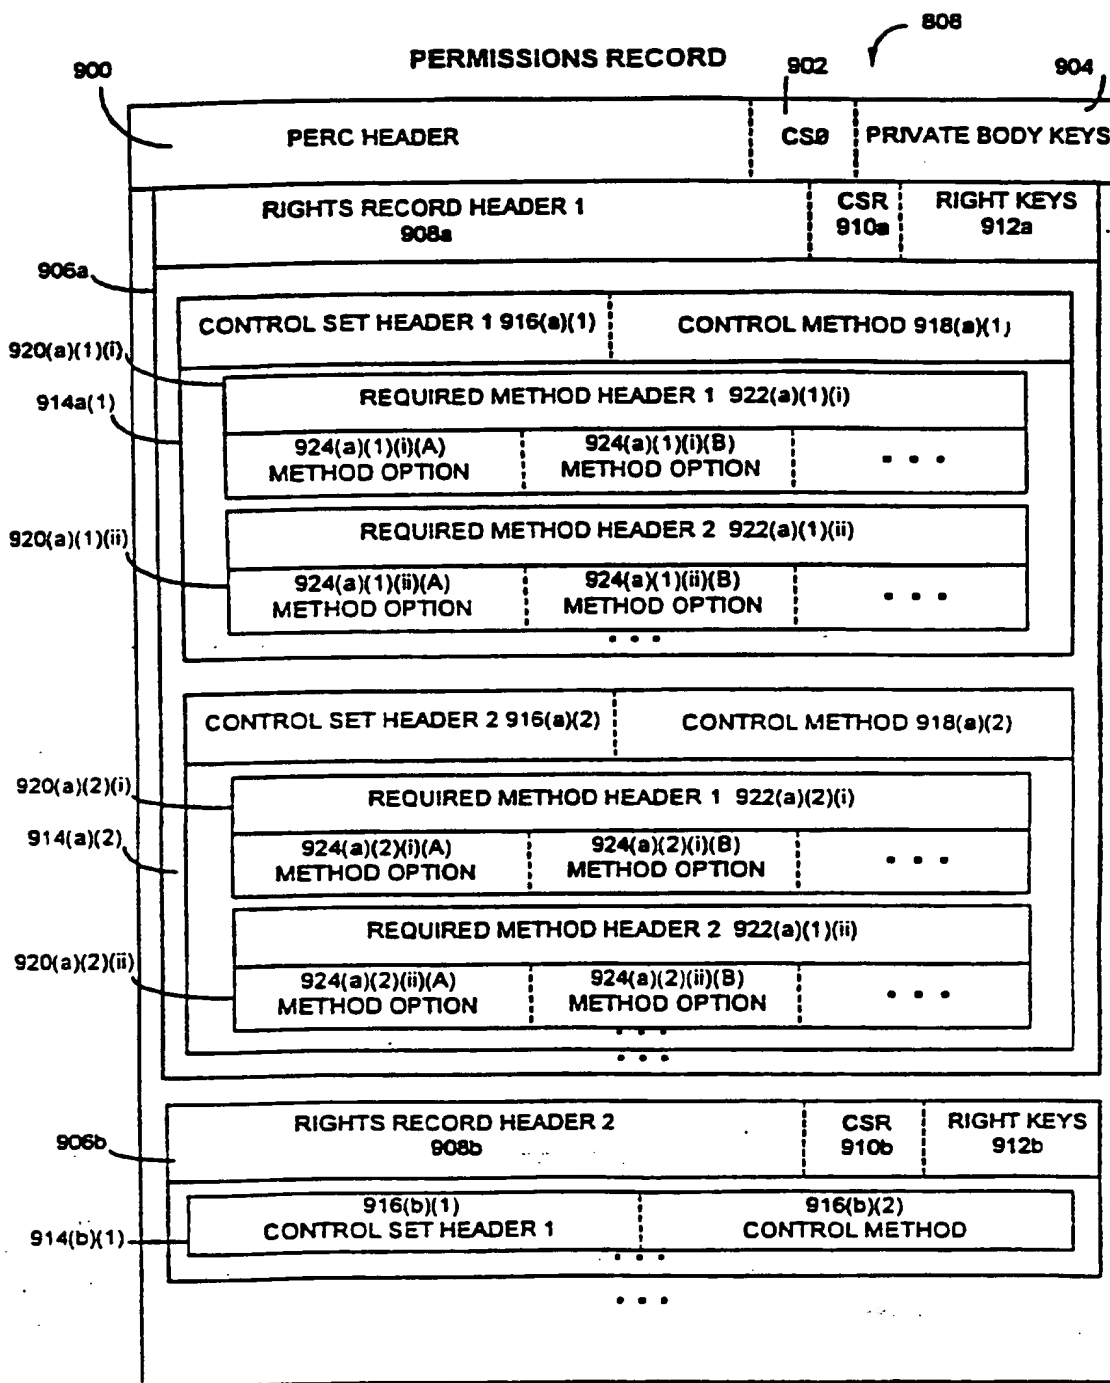 808
PERMISSIONS RECORD
900
902
904
PERC HEADER
CS0
PRIVATE BODY KEYS
RIGHTS RECORD HEADER 1
908a
CSR
910a
RIGHT KEYS
912a
906a
CONTROL SET HEADER 1 916(a)(1)
CONTROL METHOD 918(a)(1)
920(a)(1)(i)
REQUIRED METHOD HEADER 1 922(a)(1)(i)
914a(1)
924(a)(1)(i)(A)
METHOD OPTION
924(a)(1)(i)(B)
METHOD OPTION
• • •
920(a)(1)(ii)
REQUIRED METHOD HEADER 2 922(a)(1)(ii)
924(a)(1)(ii)(A)
METHOD OPTION
924(a)(1)(ii)(B)
METHOD OPTION
• • •
• • •
CONTROL SET HEADER 2 916(a)(2)
CONTROL METHOD 918(a)(2)
920(a)(2)(i)
REQUIRED METHOD HEADER 1 922(a)(2)(i)
914(a)(2)
924(a)(2)(i)(A)
METHOD OPTION
924(a)(2)(i)(B)
METHOD OPTION
• • •
REQUIRED METHOD HEADER 2 922(a)(1)(ii)
920(a)(2)(ii)
924(a)(2)(ii)(A)
METHOD OPTION
924(a)(2)(ii)(B)
METHOD OPTION
• • •
• • •
• • •
906b
RIGHTS RECORD HEADER 2
908b
CSR
910b
RIGHT KEYS
912b
914(b)(1)
916(b)(1)
CONTROL SET HEADER 1
916(b)(2)
CONTROL METHOD
• • •
• • •